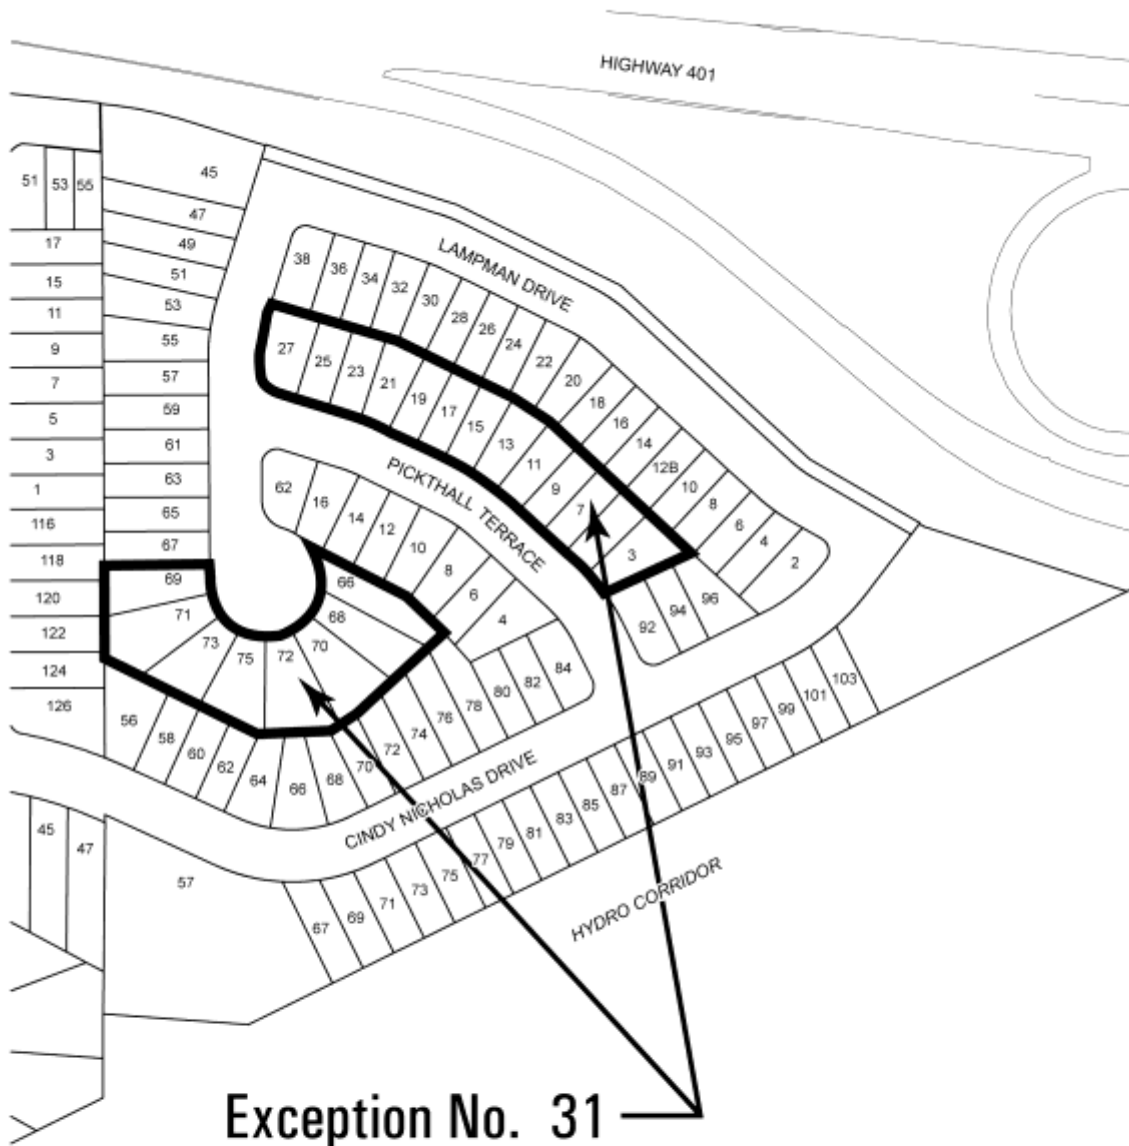 HIGHWAY 401
LAMPMAN DRIVE
PICKTHALL TERRACE
CINDY NICHOLAS DRIVE
HYDRO CORRIDOR
51 53 55
17
15
11
9
7
5
3
1
116
118
120
122
124
126
45
47
49
51
53
55
57
59
61
63
65
67
69
71
73
75
72
70
68
66
38 36 34 32 30 28 26 24 22 20 18 16 14 12B 10 8 6 4 2
27 25 23 21 19 17 15 13 11 9 7 3
92 94 96
62 16 14 12 10 8 6 4
56 58 60 62 64 66 68 70 72 74 76 78 80 82 84
45 47
57
67 69 71 73 75 77 79 81 83 85 87 89 91 93 95 97 99 101 103
Exception No. 31